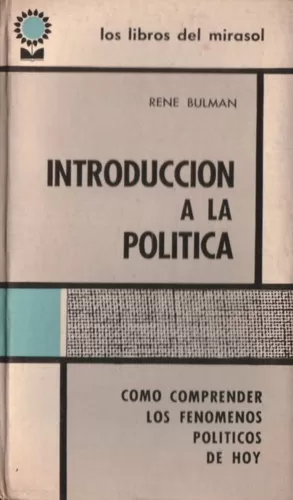 los libros del mirasol
RENE BULMAN
INTRODUCCION
A LA
POLITICA
COMO COMPRENDER
LOS FENOMENOS
POLITICOS
DE HOY